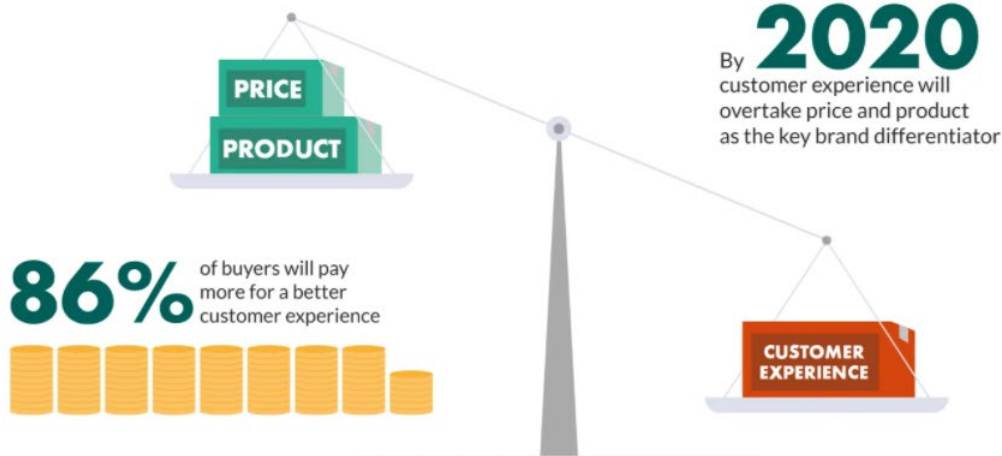 PRICE
PRODUCT
By 2020
customer experience will
overtake price and product
as the key brand differentiator
86% of buyers will pay
more for a better
customer experience
CUSTOMER
EXPERIENCE